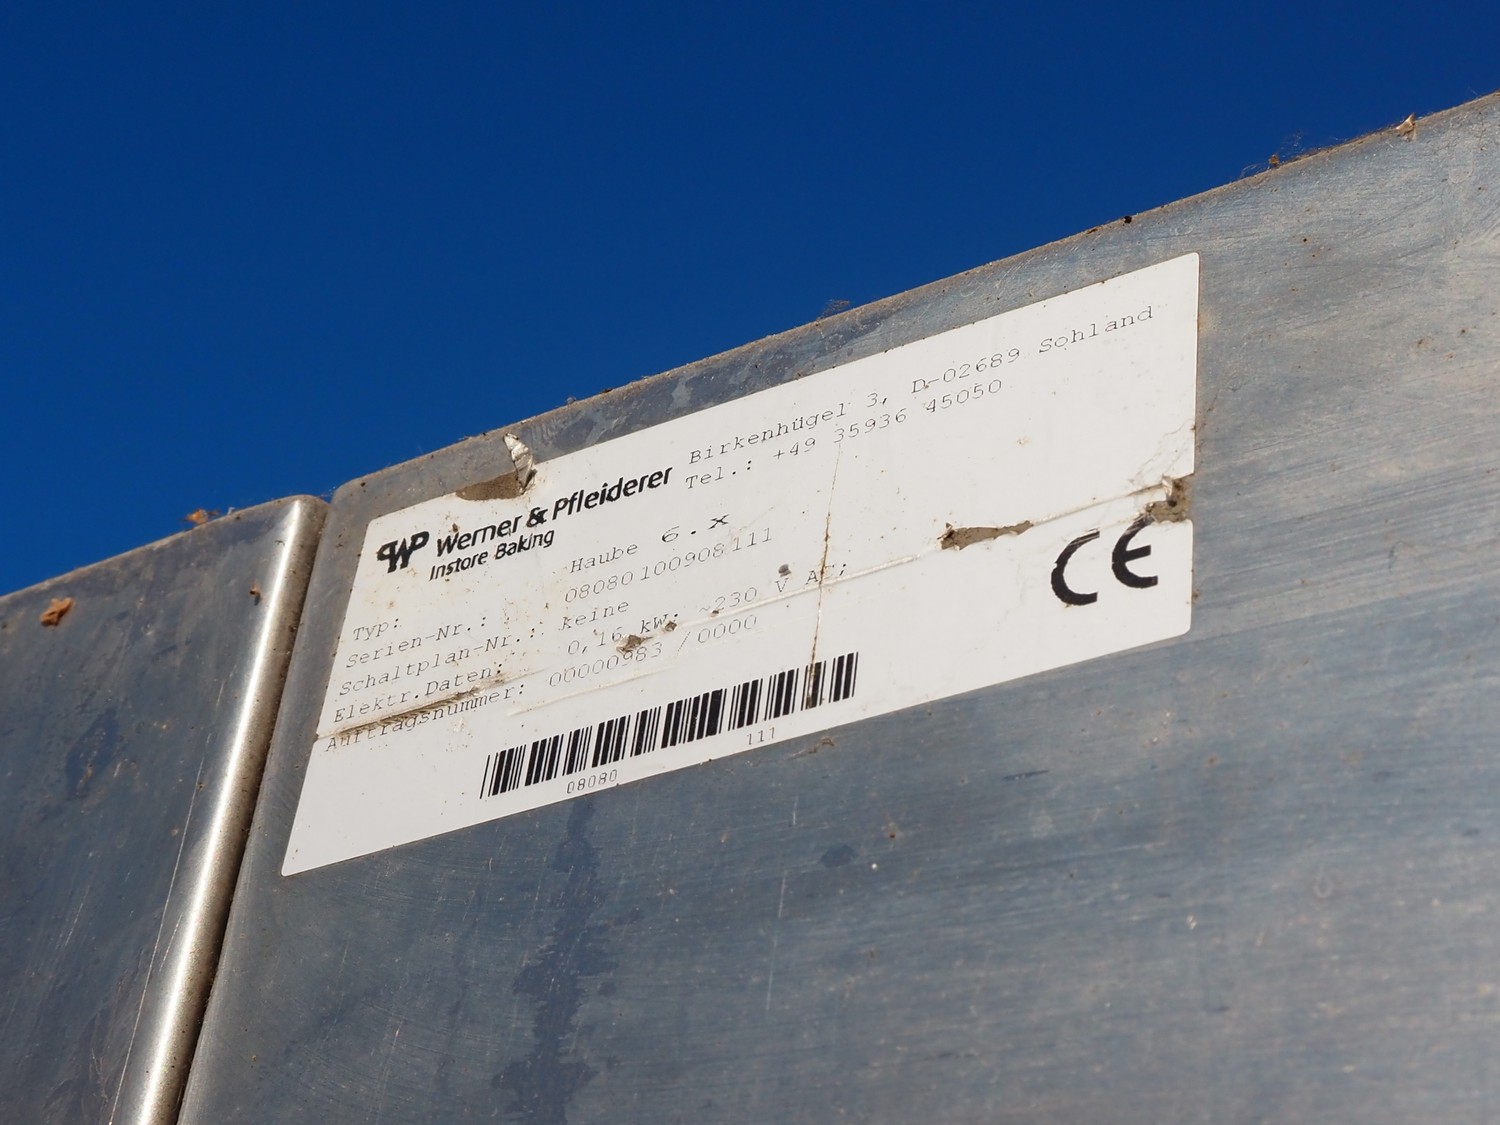 WP Werner & Pfleiderer
Instore Baking
Birkenhügel 3, D-02689 Sohland
Tel.: +49 35936 45050
Typ: Haube 6.x
Serien-Nr.: 08080100908111
Schaltplan-Nr.: keine
Elektr.Daten: 0,16 kW; ~230 V AC;
Auftragsnummer: 00000983 /0000
CE
08080 111